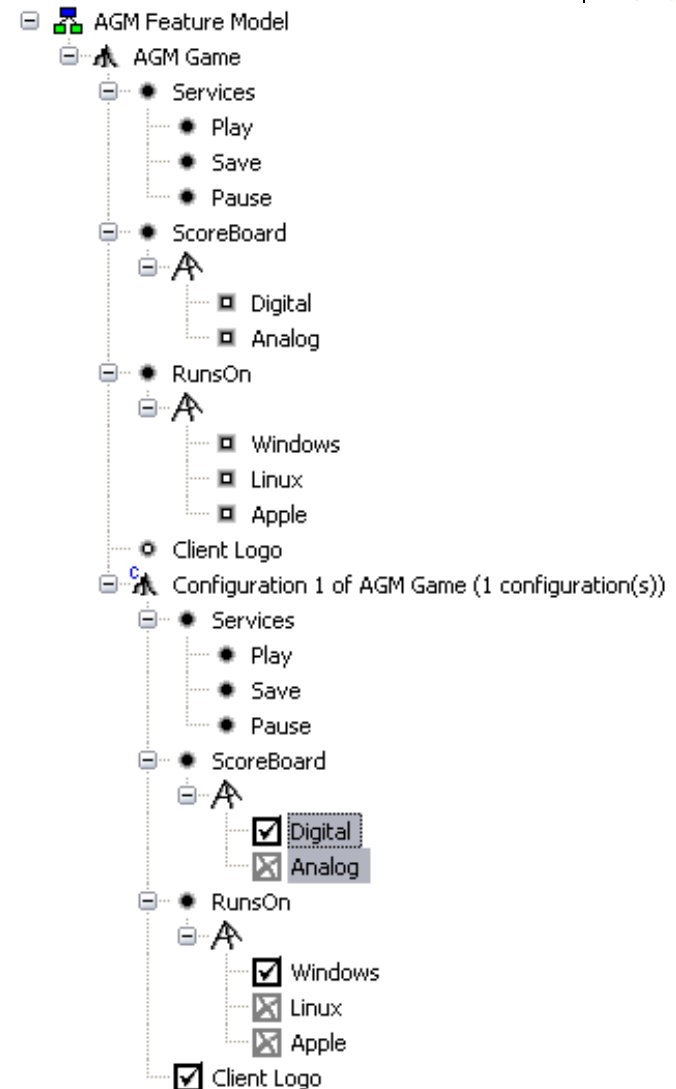 AGM Feature Model
AGM Game
Services
Play
Save
Pause
ScoreBoard
Digital
Analog
RunsOn
Windows
Linux
Apple
Client Logo
C
Configuration 1 of AGM Game (1 configuration(s))
Services
Play
Save
Pause
ScoreBoard
Digital
Analog
RunsOn
Windows
Linux
Apple
Client Logo